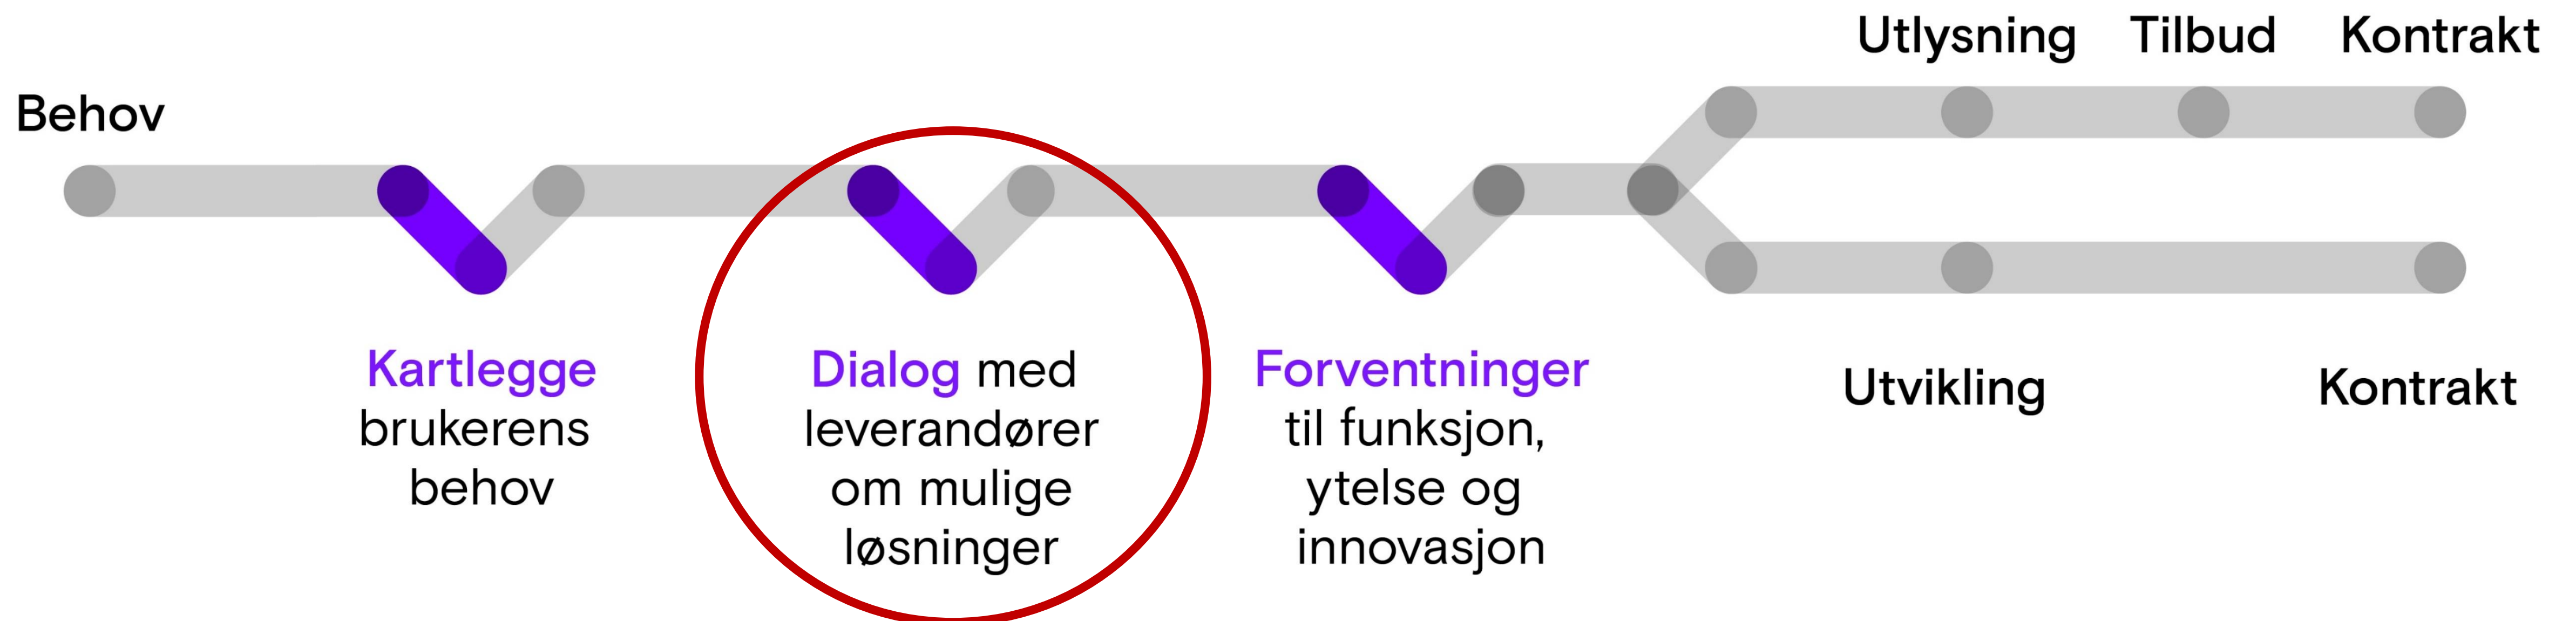 Behov
Kartlegge
brukerens
behov
Dialog med
leverandører
om mulige
løsninger
Forventninger
til funksjon,
ytelse og
innovasjon
Utlysning
Tilbud
Kontrakt
Utvikling
Kontrakt